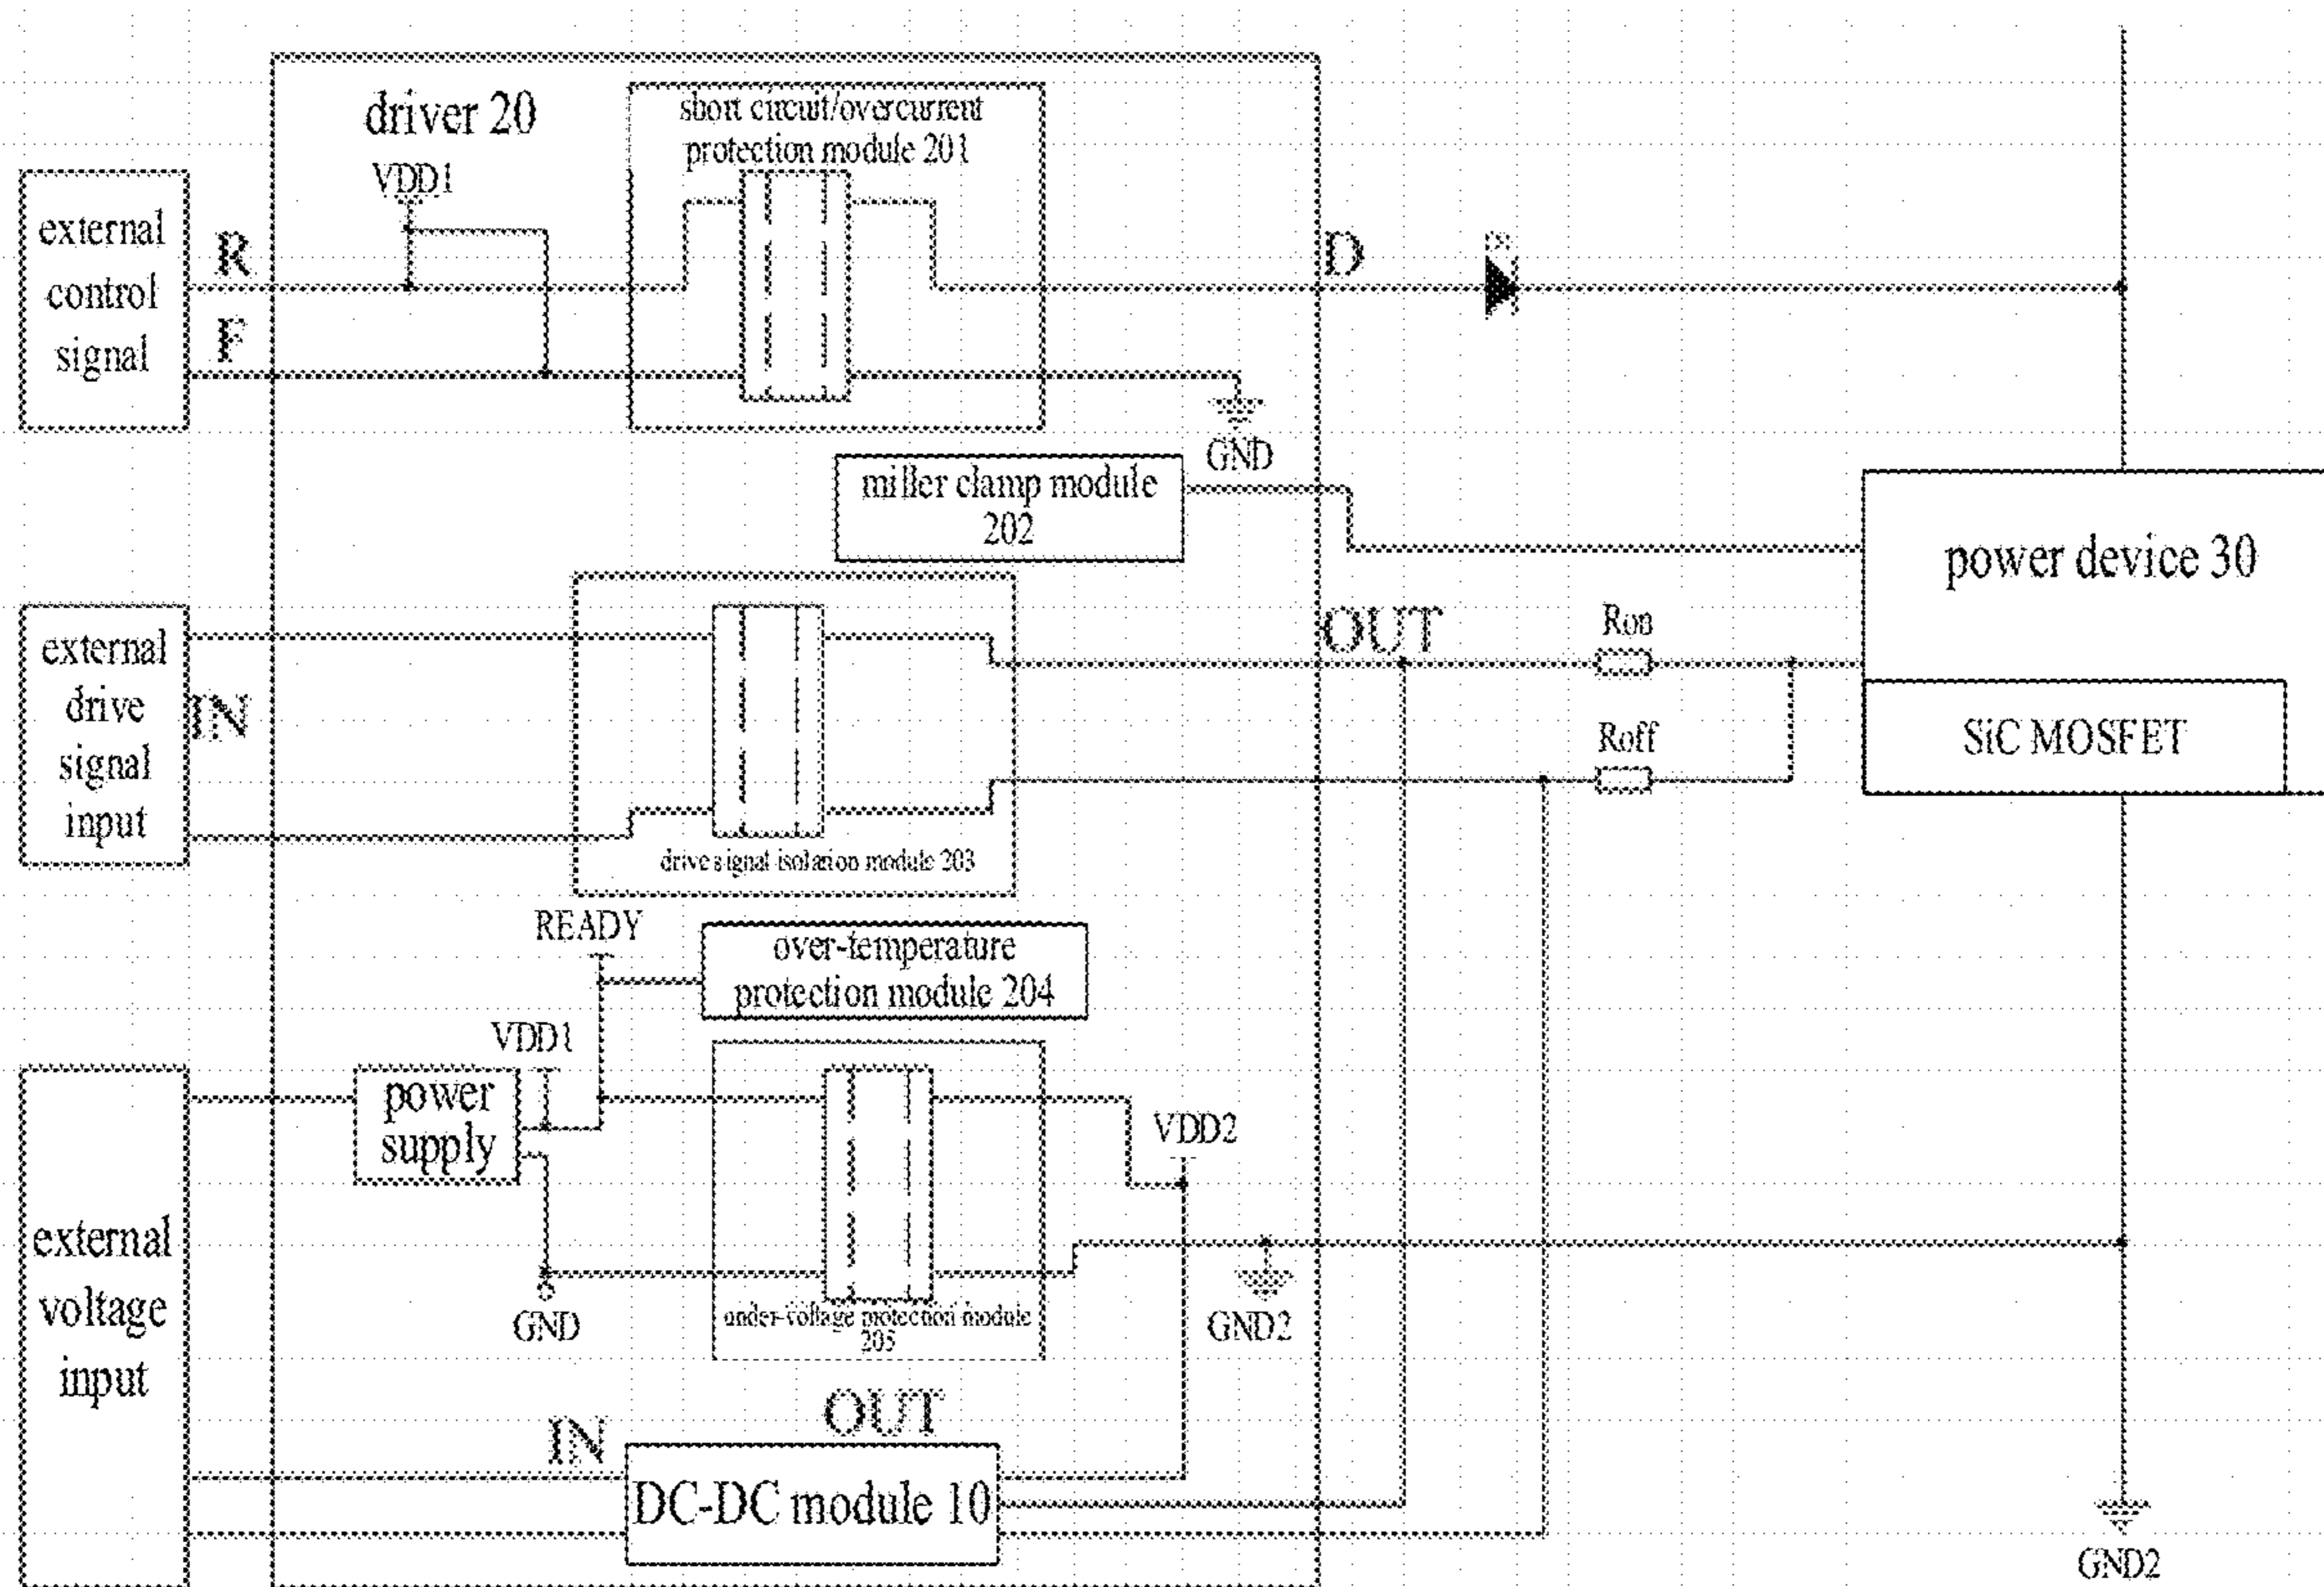 driver 20
short circuit/overcurrent
protection module 201
VDD1
external
control
signal
R
F
D
GND
miller clamp module
202
power device 30
SiC MOSFET
external
drive
signal
input
IN
OUT
Ron
Roff
drive signal isolation module 203
READY
over-temperature
protection module 204
VDD1
power
supply
VDD2
external
voltage
input
GND
under-voltage protection module
205
GND2
OUT
IN
DC-DC module 10
GND2